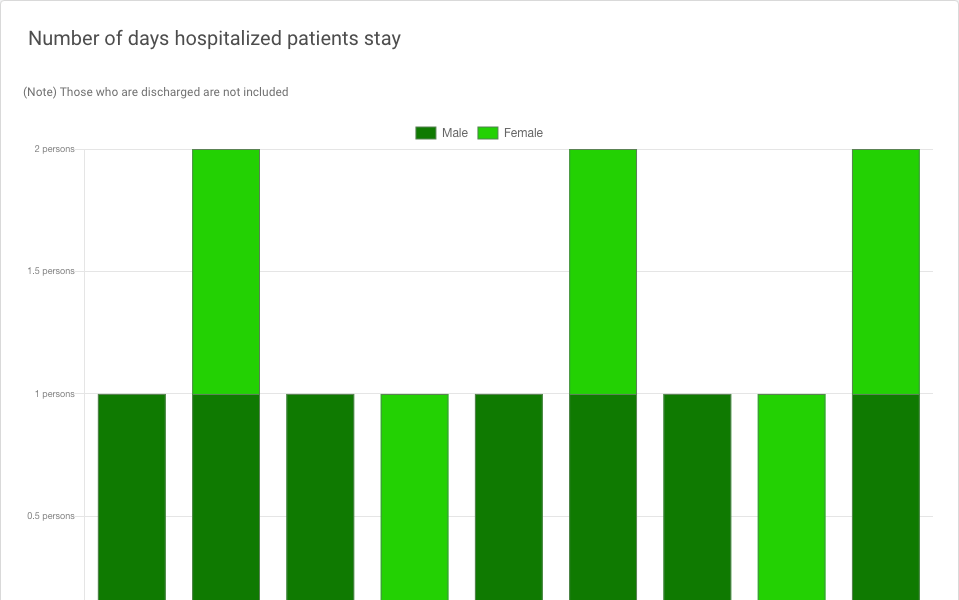 Number of days hospitalized patients stay
(Note) Those who are discharged are not included
Male Female
2 persons
1.5 persons
1 persons
0.5 persons